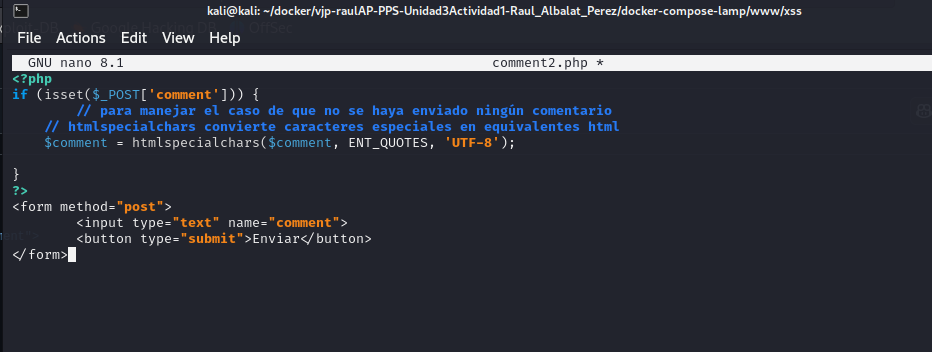 kali@kali: ~/docker/vjp-raulAP-PPS-Unidad3Actividad1-Raul_Albalat_Perez/docker-compose-lamp/www/xss
File Actions Edit View Help
GNU nano 8.1 comment2.php *
<?php
if (isset($_POST['comment'])) {
        // para manejar el caso de que no se haya enviado ningún comentario
    // htmlspecialchars convierte caracteres especiales en equivalentes html
    $comment = htmlspecialchars($comment, ENT_QUOTES, 'UTF-8');
}
?>
<form method="post">
        <input type="text" name="comment">
        <button type="submit">Enviar</button>
</form>